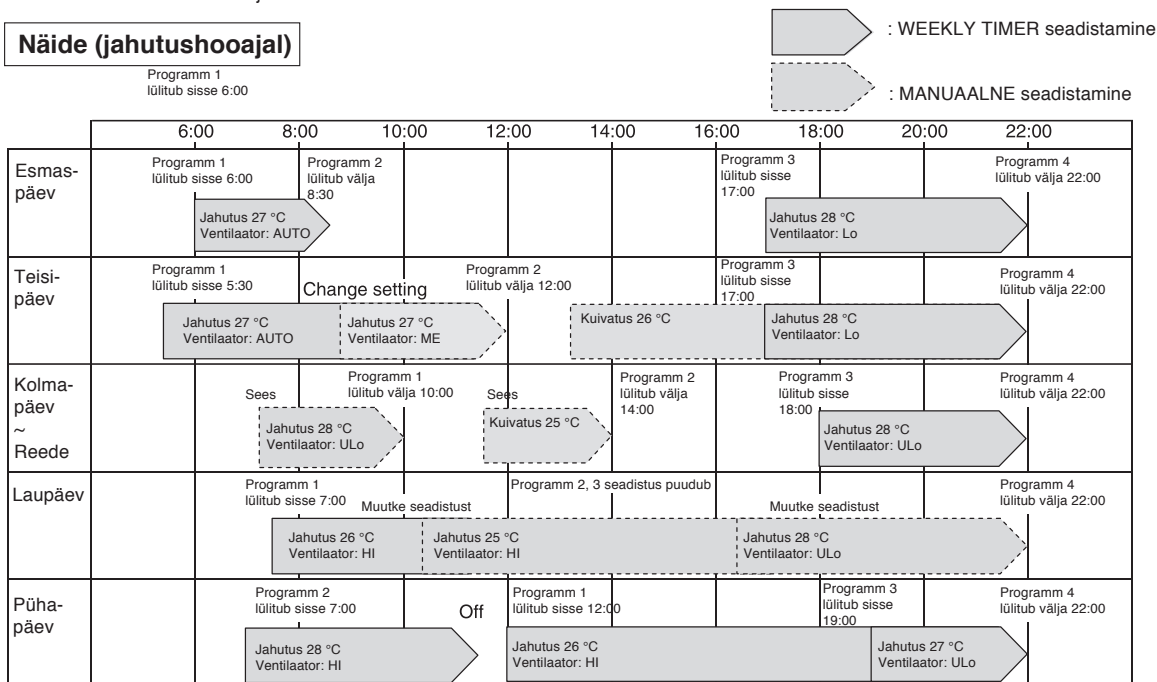 : WEEKLY TIMER seadistamine
Näide (jahutushooajal)
Programm 1
lülitub sisse 6:00
: MANUAALNE seadistamine
6:00 8:00 10:00 12:00 14:00 16:00 18:00 20:00 22:00
Esmas-
päev
Programm 1
lülitub sisse 6:00
Programm 2
lülitub välja
8:30
Programm 3
lülitub sisse
17:00
Programm 4
lülitub välja 22:00
Jahutus 27 °C
Ventilaator: AUTO
Jahutus 28 °C
Ventilaator: Lo
Teisi-
päev
Programm 1
lülitub sisse 5:30
Change setting
Programm 2
lülitub välja 12:00
Programm 3
lülitub sisse
17:00
Programm 4
lülitub välja 22:00
Jahutus 27 °C
Ventilaator: AUTO
Jahutus 27 °C
Ventilaator: ME
Kuivatus 26 °C
Jahutus 28 °C
Ventilaator: Lo
Kolma-
päev
~
Reede
Sees
Programm 1
lülitub välja 10:00
Sees
Programm 2
lülitub välja
14:00
Programm 3
lülitub sisse
18:00
Programm 4
lülitub välja 22:00
Jahutus 28 °C
Ventilaator: ULo
Kuivatus 25 °C
Jahutus 28 °C
Ventilaator: ULo
Laupäev
Programm 1
lülitub sisse 7:00
Muutke seadistust
Programm 2, 3 seadistus puudub
Muutke seadistust
Programm 4
lülitub välja 22:00
Jahutus 26 °C
Ventilaator: HI
Jahutus 25 °C
Ventilaator: HI
Jahutus 28 °C
Ventilaator: ULo
Püha-
päev
Programm 2
lülitub sisse 7:00
Off
Programm 1
lülitub sisse 12:00
Programm 3
lülitub sisse
19:00
Programm 4
lülitub välja 22:00
Jahutus 28 °C
Ventilaator: HI
Jahutus 26 °C
Ventilaator: HI
Jahutus 27 °C
Ventilaator: ULo